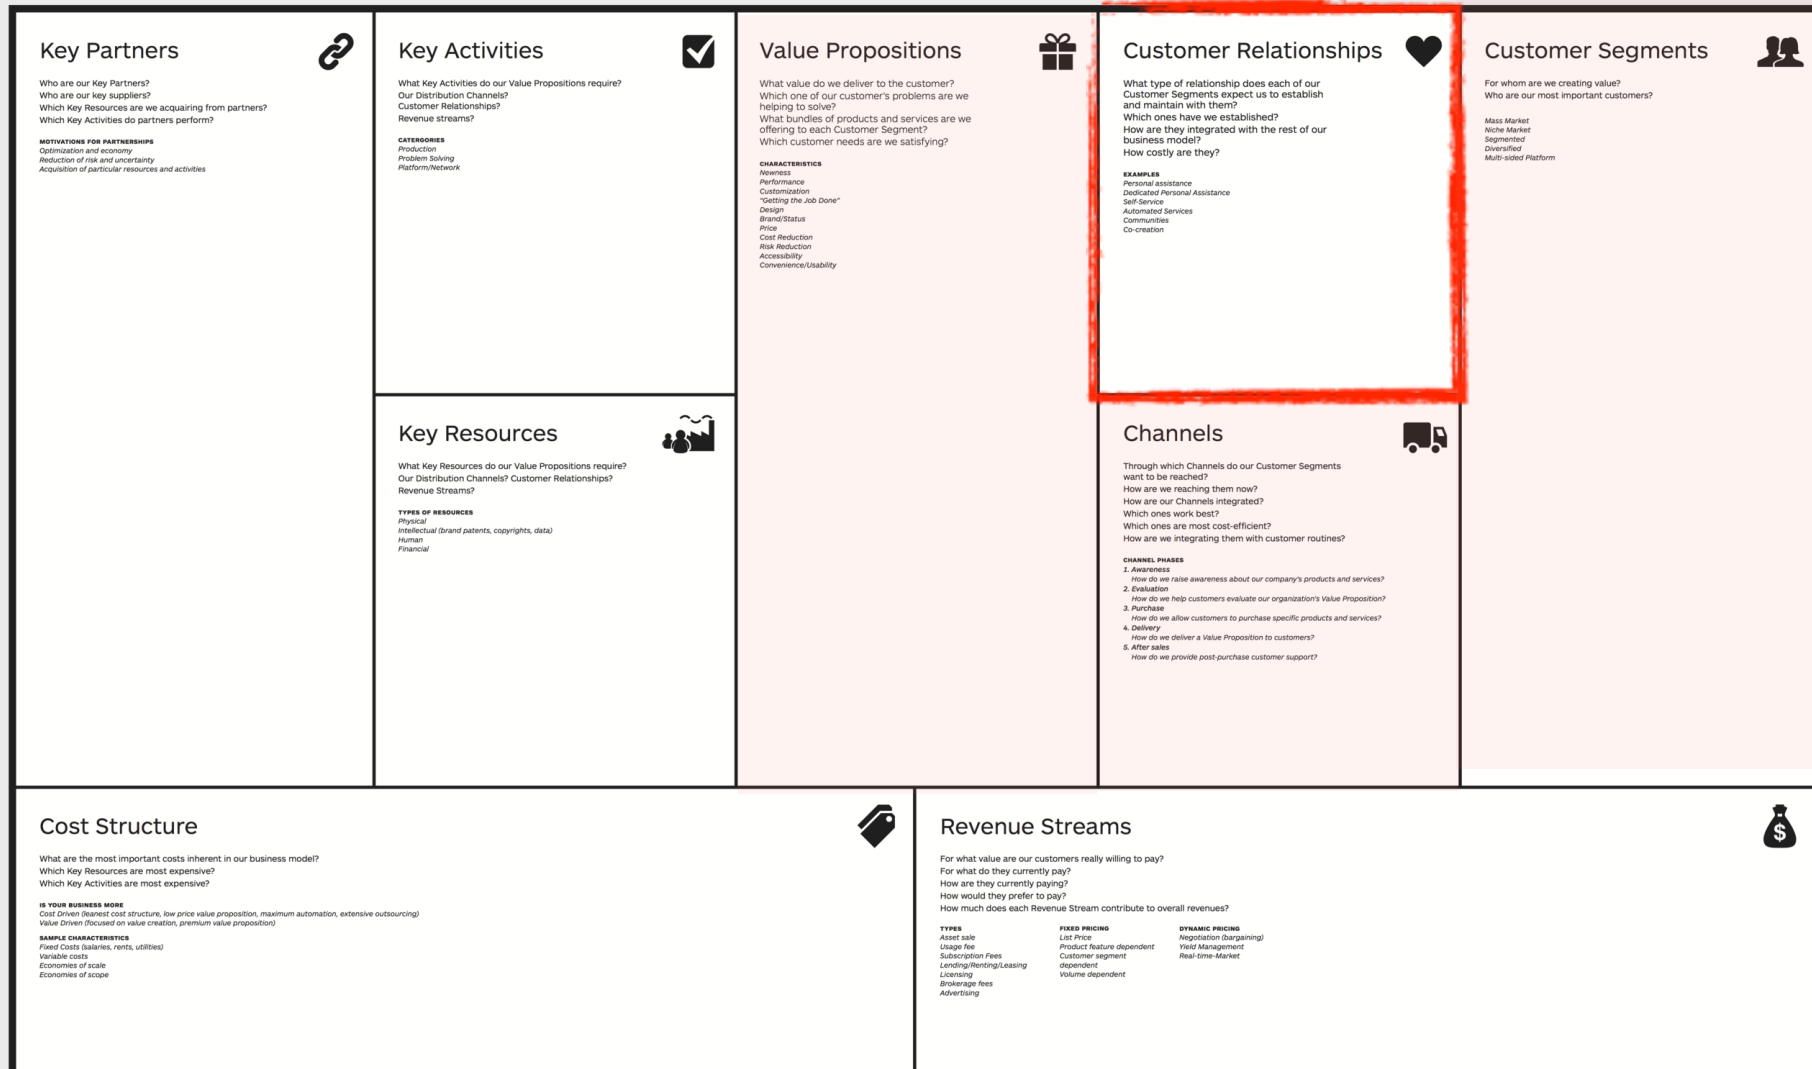 Key Partners
Who are our Key Partners?
Who are our key suppliers?
Which Key Resources are we acquiring from partners?
Which Key Activities do partners perform?
MOTIVATIONS FOR PARTNERSHIPS
Optimization and economy
Reduction of risk and uncertainty
Acquisition of particular resources and activities
Key Activities
What Key Activities do our Value Propositions require?
Our Distribution Channels?
Customer Relationships?
Revenue streams?
CATERGORIES
Production
Problem Solving
Platform/Network
Key Resources
What Key Resources do our Value Propositions require?
Our Distribution Channels? Customer Relationships?
Revenue Streams?
TYPES OF RESOURCES
Physical
Intellectual (brand patents, copyrights, data)
Human
Financial
Value Propositions
What value do we deliver to the customer?
Which one of our customer's problems are we
helping to solve?
What bundles of products and services are we
offering to each Customer Segment?
Which customer needs are we satisfying?
CHARACTERISTICS
Newness
Performance
Customization
"Getting the Job Done"
Design
Brand/Status
Price
Cost Reduction
Risk Reduction
Accessibility
Convenience/Usability
Customer Relationships
What type of relationship does each of our
Customer Segments expect us to establish
and maintain with them?
Which ones have we established?
How are they integrated with the rest of our
business model?
How costly are they?
EXAMPLES
Personal assistance
Dedicated Personal Assistance
Self-Service
Automated Services
Communities
Co-creation
Channels
Through which Channels do our Customer Segments
want to be reached?
How are we reaching them now?
How are our Channels integrated?
Which ones work best?
Which ones are most cost-efficient?
How are we integrating them with customer routines?
CHANNEL PHASES
1. Awareness
How do we raise awareness about our company's products and services?
2. Evaluation
How do we help customers evaluate our organization's Value Proposition?
3. Purchase
How do we allow customers to purchase specific products and services?
4. Delivery
How do we deliver a Value Proposition to customers?
5. After sales
How do we provide post-purchase customer support?
Customer Segments
For whom are we creating value?
Who are our most important customers?
Mass Market
Niche Market
Segmented
Diversified
Multi-sided Platform
Cost Structure
What are the most important costs inherent in our business model?
Which Key Resources are most expensive?
Which Key Activities are most expensive?
IS YOUR BUSINESS MORE
Cost Driven (leanest cost structure, low price value proposition, maximum automation, extensive outsourcing)
Value Driven (focused on value creation, premium value proposition)
SAMPLE CHARACTERISTICS
Fixed Costs (salaries, rents, utilities)
Variable costs
Economies of scale
Economies of scope
Revenue Streams
For what value are our customers really willing to pay?
For what do they currently pay?
How are they currently paying?
How would they prefer to pay?
How much does each Revenue Stream contribute to overall revenues?
TYPES
Asset sale
Usage fee
Subscription Fees
Lending/Renting/Leasing
Licensing
Brokerage fees
Advertising
FIXED PRICING
List Price
Product feature dependent
Customer segment
dependent
Volume dependent
DYNAMIC PRICING
Negotiation (bargaining)
Yield Management
Real-time-Market
$